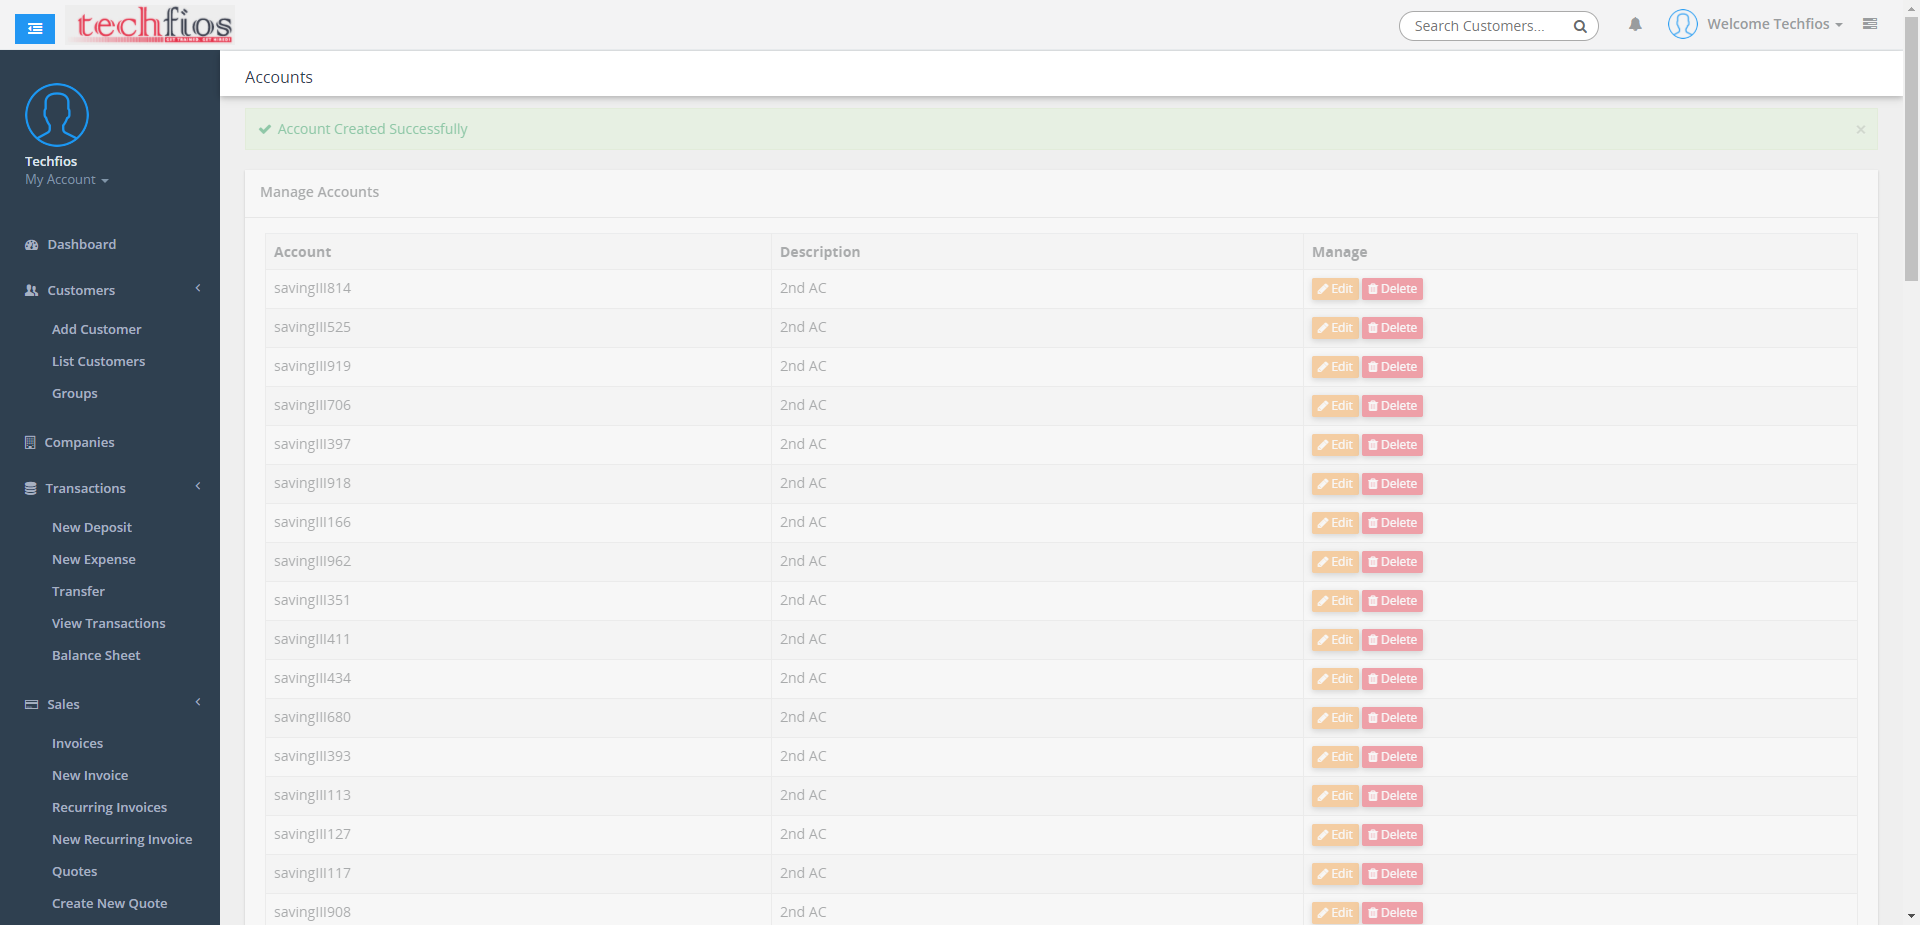 techfios
GET TRAINED. GET HIRED!
Search Customers...
Welcome Techfios
Techfios
My Account
Dashboard
Customers
Add Customer
List Customers
Groups
Companies
Transactions
New Deposit
New Expense
Transfer
View Transactions
Balance Sheet
Sales
Invoices
New Invoice
Recurring Invoices
New Recurring Invoice
Quotes
Create New Quote
Accounts
Account Created Successfully ×
Manage Accounts
Account Description Manage
savingIII814 2nd AC Edit Delete
savingIII525 2nd AC Edit Delete
savingIII919 2nd AC Edit Delete
savingIII706 2nd AC Edit Delete
savingIII397 2nd AC Edit Delete
savingIII918 2nd AC Edit Delete
savingIII166 2nd AC Edit Delete
savingIII962 2nd AC Edit Delete
savingIII351 2nd AC Edit Delete
savingIII411 2nd AC Edit Delete
savingIII434 2nd AC Edit Delete
savingIII680 2nd AC Edit Delete
savingIII393 2nd AC Edit Delete
savingIII113 2nd AC Edit Delete
savingIII127 2nd AC Edit Delete
savingIII117 2nd AC Edit Delete
savingIII908 2nd AC Edit Delete